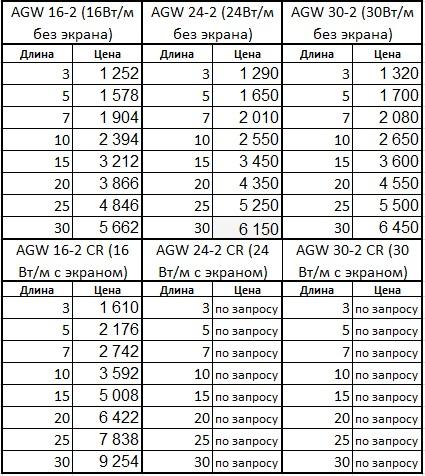 AGW 16-2 (16Вт/м без экрана) AGW 24-2 (24Вт/м без экрана) AGW 30-2 (30Вт/м без экрана)
Длина Цена Длина Цена Длина Цена
3 1 252 3 1 290 3 1 320
5 1 578 5 1 650 5 1 700
7 1 904 7 2 010 7 2 080
10 2 394 10 2 550 10 2 650
15 3 212 15 3 450 15 3 600
20 3 866 20 4 350 20 4 550
25 4 846 25 5 250 25 5 500
30 5 662 30 6 150 30 6 450
AGW 16-2 CR (16 Вт/м с экраном) AGW 24-2 CR (24 Вт/м с экраном) AGW 30-2 CR (30 Вт/м с экраном)
Длина Цена Длина Цена Длина Цена
3 1 610 3 по запросу 3 по запросу
5 2 176 5 по запросу 5 по запросу
7 2 742 7 по запросу 7 по запросу
10 3 592 10 по запросу 10 по запросу
15 5 008 15 по запросу 15 по запросу
20 6 422 20 по запросу 20 по запросу
25 7 838 25 по запросу 25 по запросу
30 9 254 30 по запросу 30 по запросу